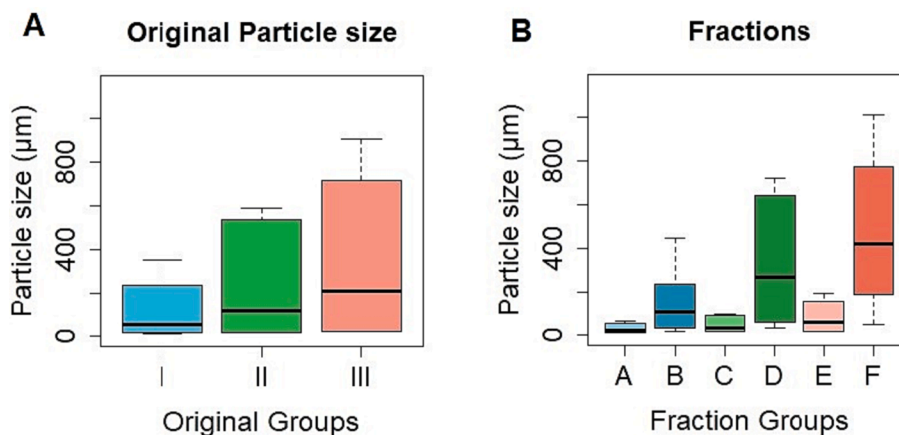 A
Original Particle size
Particle size (µm)
800
400
0
I
II
III
Original Groups
B
Fractions
Particle size (µm)
800
400
0
A
B
C
D
E
F
Fraction Groups